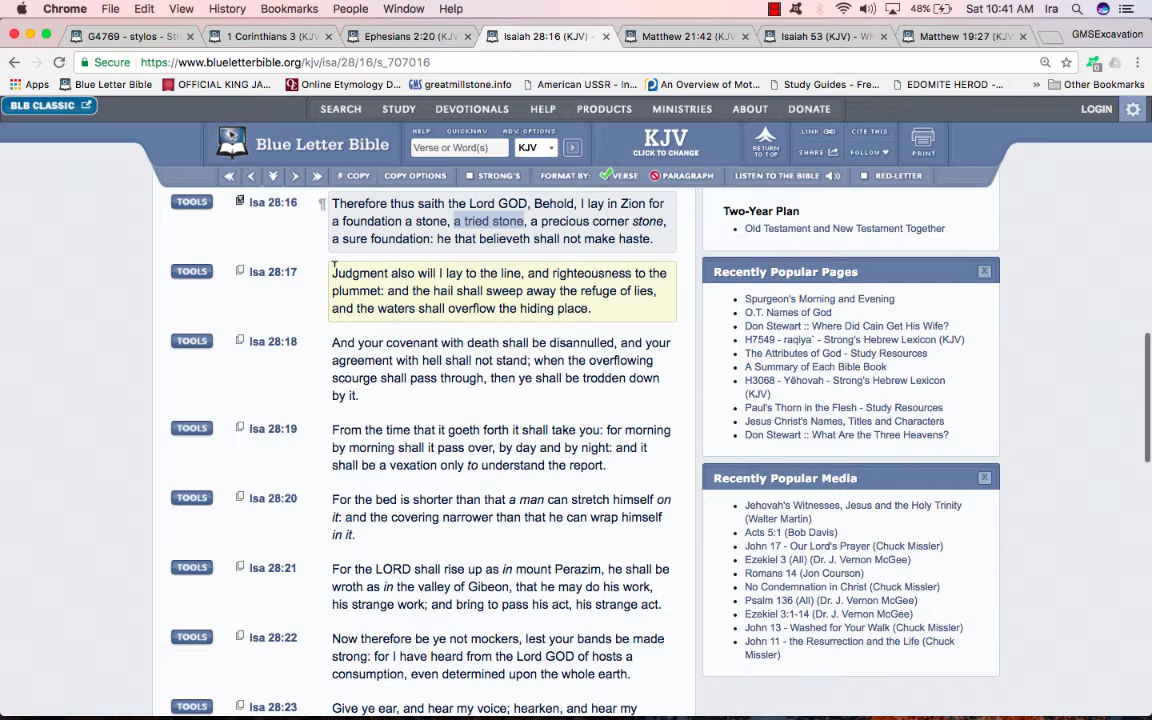 Chrome File Edit View History Bookmarks People Window Help 48% Sat 10:41 AM Ira
G4769 - stylos - St 1 Corinthians 3 (KJV) Ephesians 2:20 (KJV) Isaiah 28:16 (KJV) - Matthew 21:42 (KJV) Isaiah 53 (KJV) - W Matthew 19:27 (KJV) GMSExcavation
Secure https://www.blueletterbible.org/kjv/isa/28/16/s_707016
Apps Blue Letter Bible OFFICIAL KING JA... Online Etymology D... greatmillstone.info American USSR - In... An Overview of Mot... Study Guides - Fre... EDOMITE HEROD - ... » Other Bookmarks
BLB CLASSIC
SEARCH STUDY DEVOTIONALS HELP PRODUCTS MINISTRIES ABOUT DONATE LOGIN
Blue Letter Bible
HELP QUICKNAV ADV. OPTIONS
Verse or Word(s) KJV
KJV
CLICK TO CHANGE
RETURN TO TOP
LINK CITE THIS
SHARE FOLLOW
PRINT
COPY COPY OPTIONS STRONG'S FORMAT BY: VERSE PARAGRAPH LISTEN TO THE BIBLE RED-LETTER
TOOLS Isa 28:16 ¶ Therefore thus saith the Lord GOD, Behold, I lay in Zion for
a foundation a stone, a tried stone, a precious corner stone,
a sure foundation: he that believeth shall not make haste.
TOOLS Isa 28:17 Judgment also will I lay to the line, and righteousness to the
plummet: and the hail shall sweep away the refuge of lies,
and the waters shall overflow the hiding place.
TOOLS Isa 28:18 And your covenant with death shall be disannulled, and your
agreement with hell shall not stand; when the overflowing
scourge shall pass through, then ye shall be trodden down
by it.
TOOLS Isa 28:19 From the time that it goeth forth it shall take you: for morning
by morning shall it pass over, by day and by night: and it
shall be a vexation only to understand the report.
TOOLS Isa 28:20 For the bed is shorter than that a man can stretch himself on
it: and the covering narrower than that he can wrap himself
in it.
TOOLS Isa 28:21 For the LORD shall rise up as in mount Perazim, he shall be
wroth as in the valley of Gibeon, that he may do his work,
his strange work; and bring to pass his act, his strange act.
TOOLS Isa 28:22 Now therefore be ye not mockers, lest your bands be made
strong: for I have heard from the Lord GOD of hosts a
consumption, even determined upon the whole earth.
TOOLS Isa 28:23 Give ye ear, and hear my voice; hearken, and hear my
Two-Year Plan
Old Testament and New Testament Together
Recently Popular Pages
Spurgeon's Morning and Evening
O.T. Names of God
Don Stewart :: Where Did Cain Get His Wife?
H7549 - raqiya` - Strong's Hebrew Lexicon (KJV)
The Attributes of God - Study Resources
A Summary of Each Bible Book
H3068 - Yĕhovah - Strong's Hebrew Lexicon
(KJV)
Paul's Thorn in the Flesh - Study Resources
Jesus Christ's Names, Titles and Characters
Don Stewart :: What Are the Three Heavens?
Recently Popular Media
Jehovah's Witnesses, Jesus and the Holy Trinity
(Walter Martin)
Acts 5:1 (Bob Davis)
John 17 - Our Lord's Prayer (Chuck Missler)
Ezekiel 3 (All) (Dr. J. Vernon McGee)
Romans 14 (Jon Courson)
No Condemnation in Christ (Chuck Missler)
Psalm 136 (All) (Dr. J. Vernon McGee)
Ezekiel 3:1-14 (Dr. J. Vernon McGee)
John 13 - Washed for Your Walk (Chuck Missler)
John 11 - the Resurrection and the Life (Chuck
Missler)